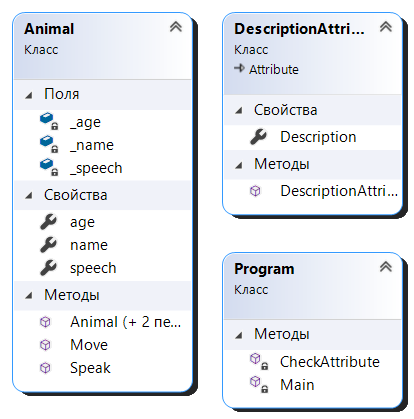 Animal
Класс
Поля
_age
_name
_speech
Свойства
age
name
speech
Методы
Animal (+ 2 пе...
Move
Speak
DescriptionAttri...
Класс
Attribute
Свойства
Description
Методы
DescriptionAttri...
Program
Класс
Методы
CheckAttribute
Main